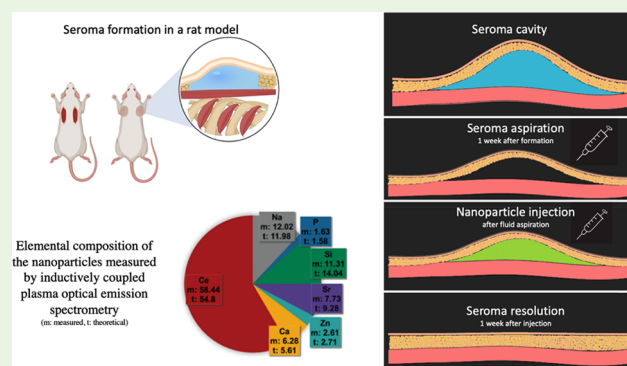 Seroma formation in a rat model
Elemental composition of
the nanoparticles measured
by inductively coupled
plasma optical emission
spectrometry
(m: measured, t: theoretical)
Na
m: 12.02
t: 11.98
P
m: 1.63
t: 1.58
Si
m: 11.31
t: 14.04
Sr
m: 7.73
t: 9.28
Zn
m: 2.61
t: 2.71
Ca
m: 6.28
t: 5.61
Ce
m: 58.44
t: 54.8
Seroma cavity
Seroma aspiration
1 week after formation
Nanoparticle injection
after fluid aspiration
Seroma resolution
1 week after injection